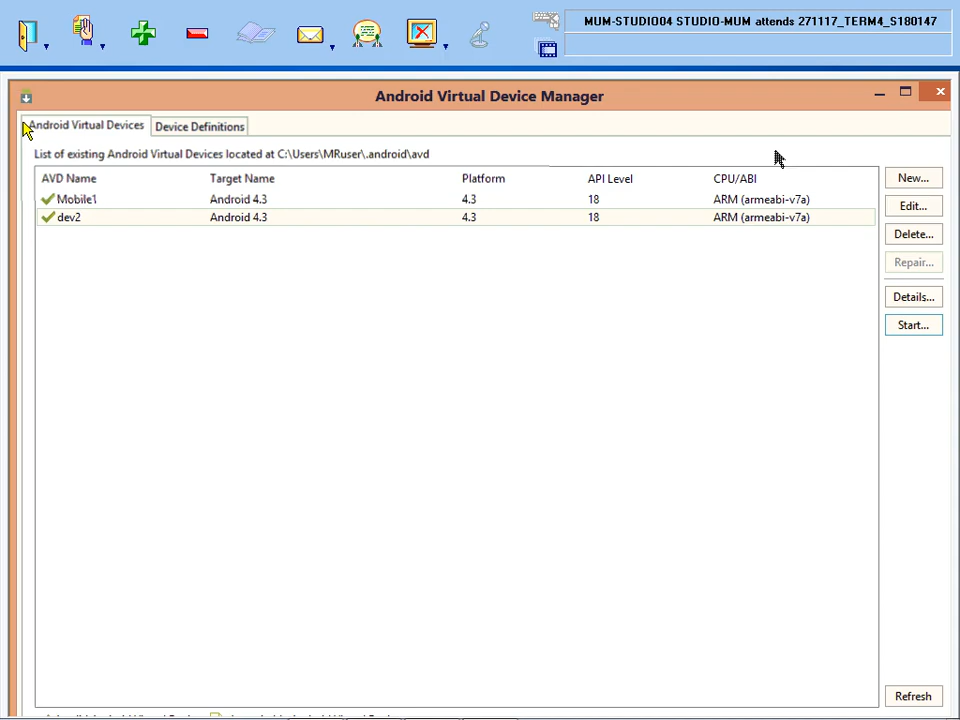 MUM-STUDIO04 STUDIO-MUM attends 271117_TERM4_S180147
Android Virtual Device Manager
Android Virtual Devices Device Definitions
List of existing Android Virtual Devices located at C:\Users\MRuser\.android\avd
AVD Name Target Name Platform API Level CPU/ABI
Mobile1 Android 4.3 4.3 18 ARM (armeabi-v7a)
dev2 Android 4.3 4.3 18 ARM (armeabi-v7a)
New...
Edit...
Delete...
Repair...
Details...
Start...
Refresh